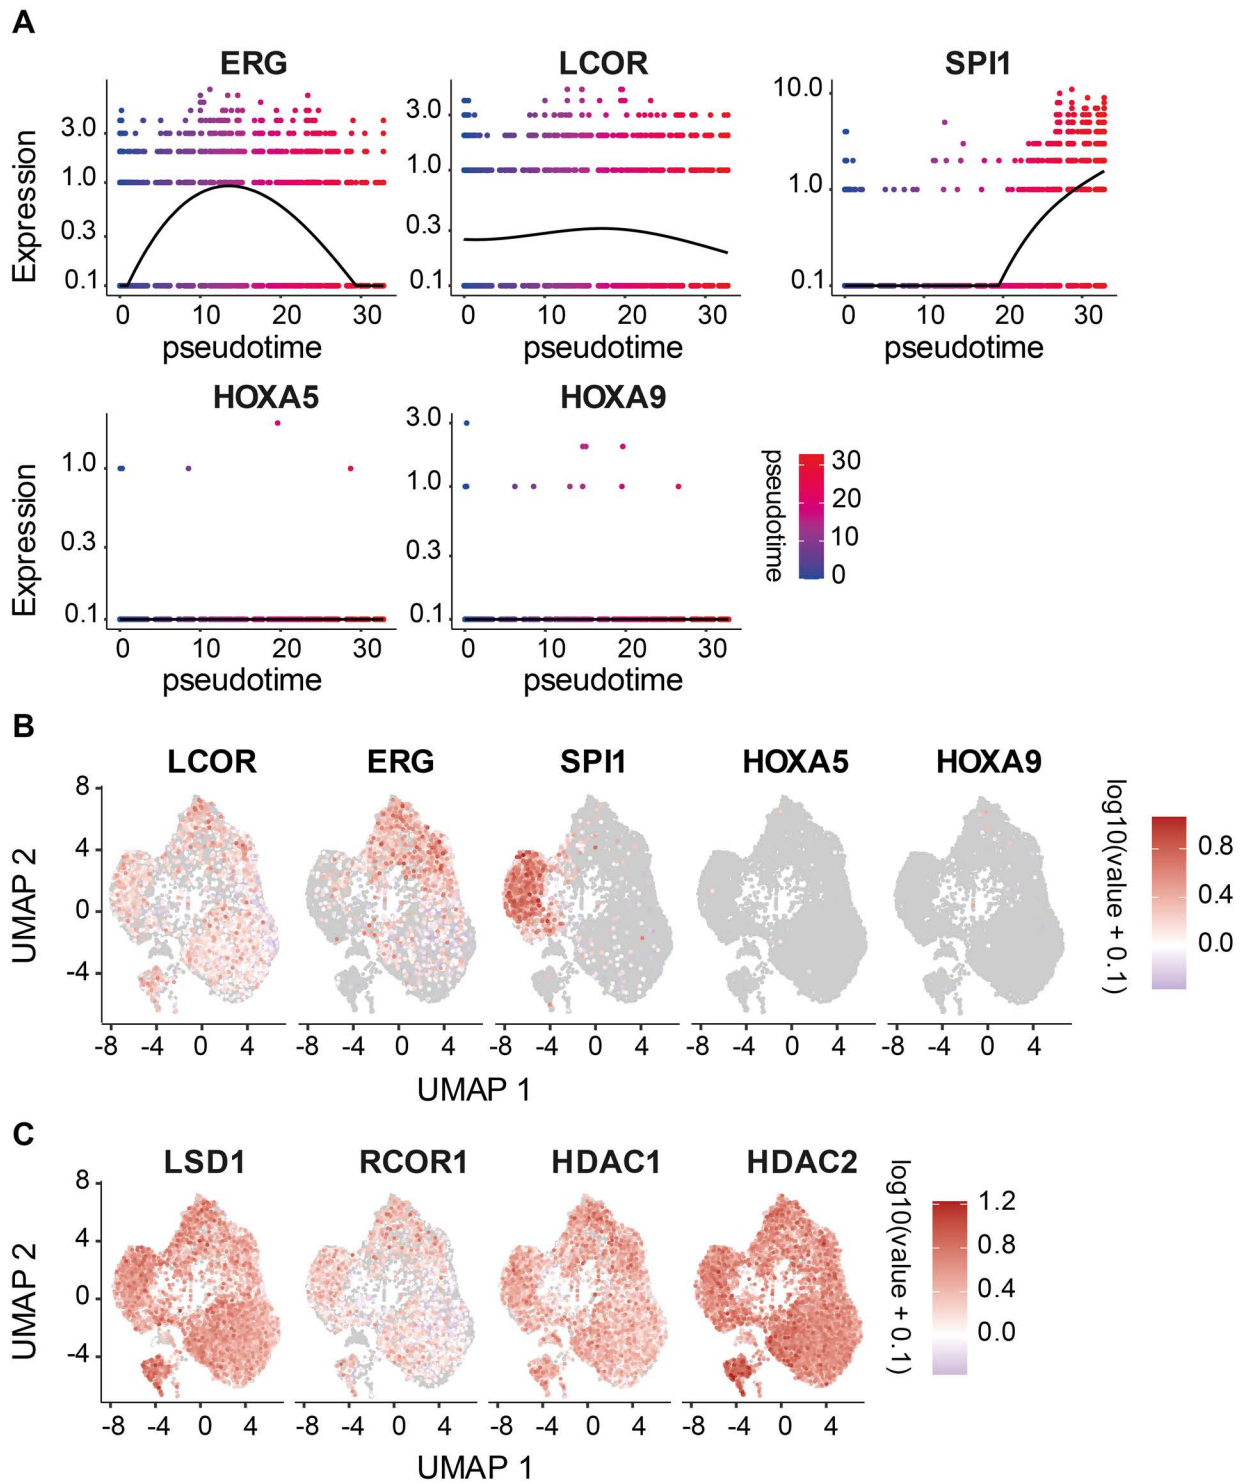 A
ERG LCOR SPI1
Expression
3.0
1.0
0.3
0.1
0 10 20 30
pseudotime
3.0
1.0
0.3
0.1
0 10 20 30
pseudotime
10.0
1.0
0.1
0 10 20 30
pseudotime
HOXA5 HOXA9
Expression
1.0
0.3
0.1
0 10 20 30
pseudotime
3.0
1.0
0.3
0.1
0 10 20 30
pseudotime
pseudotime
30
20
10
0
B
LCOR ERG SPI1 HOXA5 HOXA9
UMAP 2
8
4
0
-4
-8 -4 0 4 -8 -4 0 4 -8 -4 0 4 -8 -4 0 4 -8 -4 0 4
UMAP 1
log10(value + 0.1)
0.8
0.4
0.0
C
LSD1 RCOR1 HDAC1 HDAC2
UMAP 2
8
4
0
-4
-8 -4 0 4 -8 -4 0 4 -8 -4 0 4 -8 -4 0 4
UMAP 1
log10(value + 0.1)
1.2
0.8
0.4
0.0